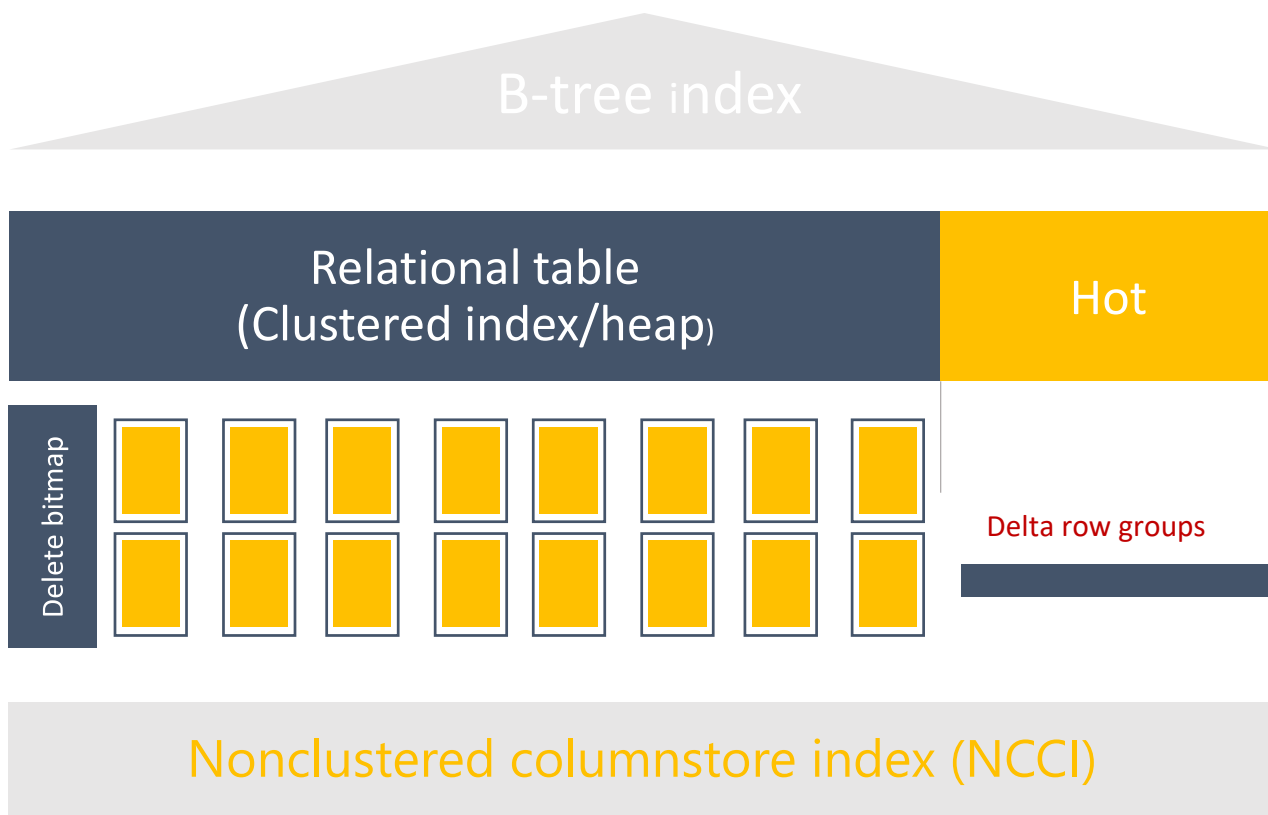 B-tree index
Relational table
(Clustered index/heap)
Hot
Delete bitmap
Delta row groups
Nonclustered columnstore index (NCCI)